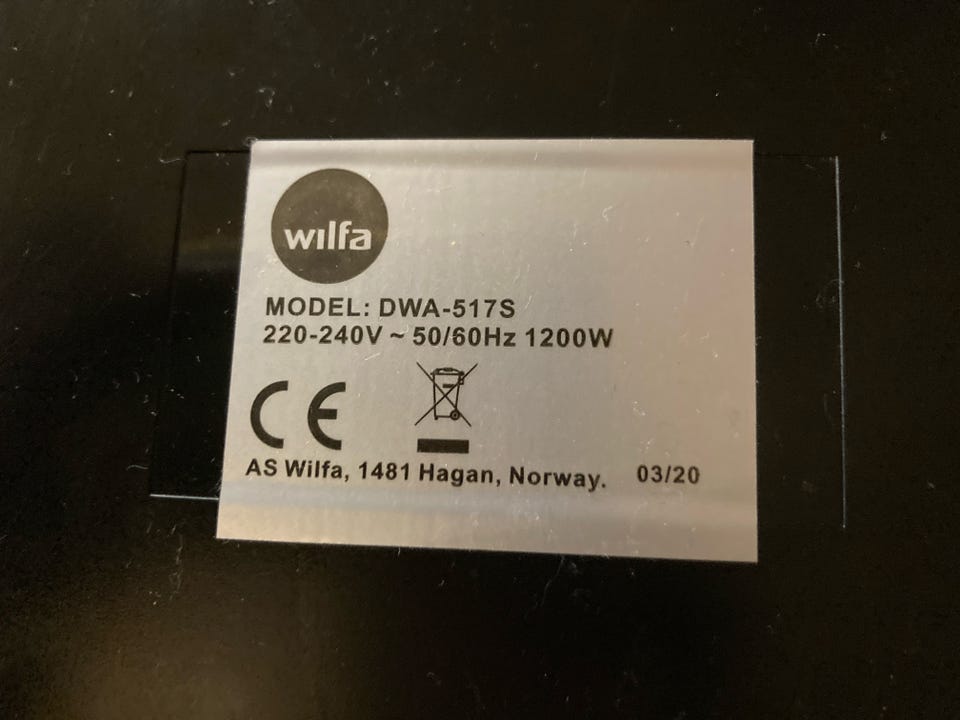 wilfa
MODEL: DWA-517S
220-240V ~ 50/60Hz 1200W
CE
AS Wilfa, 1481 Hagan, Norway. 03/20